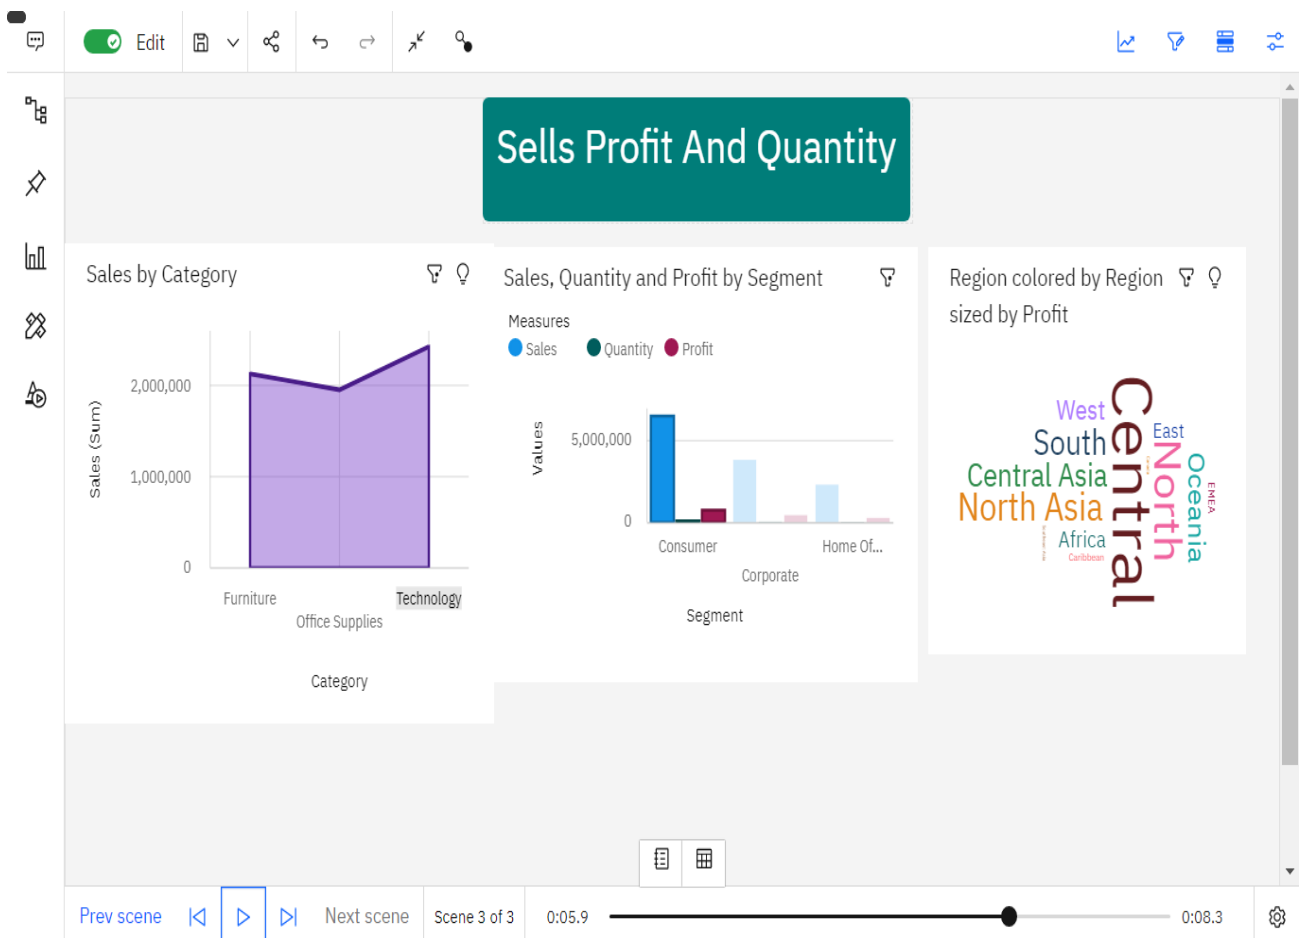 Edit
Sells Profit And Quantity
Sales by Category
Sales (Sum)
2,000,000
1,000,000
0
Furniture
Office Supplies
Technology
Category
Sales, Quantity and Profit by Segment
Measures
Sales Quantity Profit
Values
5,000,000
0
Consumer
Corporate
Home Of...
Segment
Region colored by Region
sized by Profit
West
South
Central Asia
North Asia
Africa
Caribbean
Central
East
North
Oceania
EMEA
Prev scene
Next scene
Scene 3 of 3
0:05.9
0:08.3